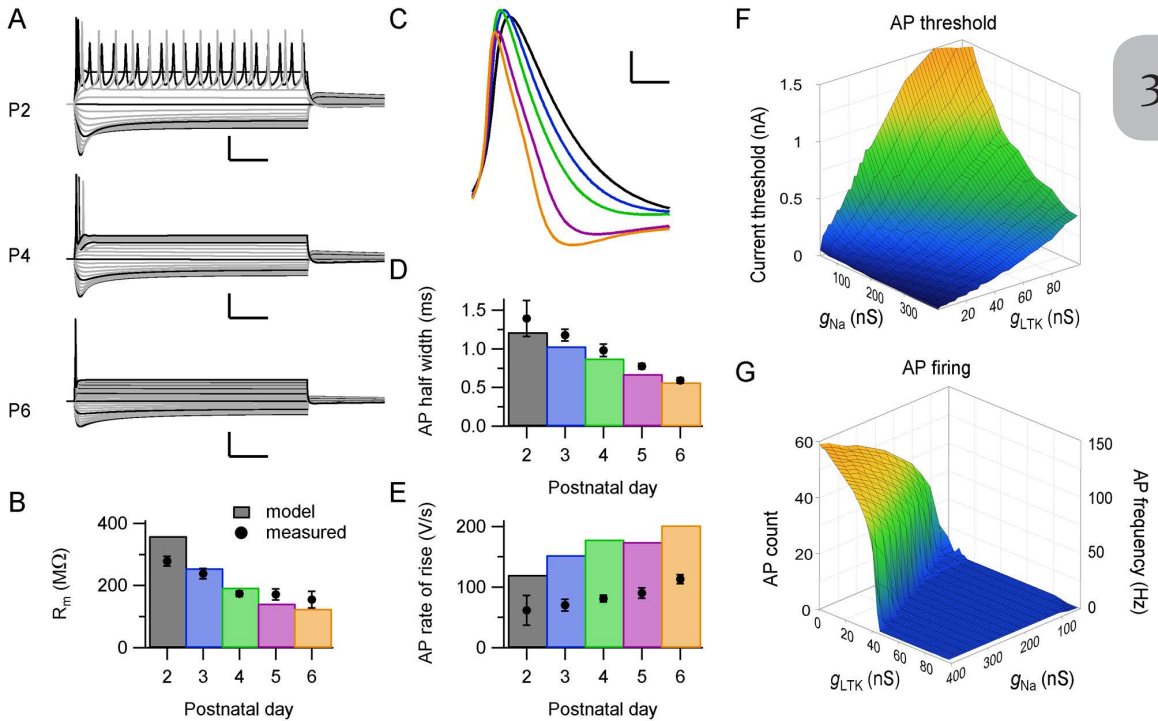 A
P2
P4
P6
B
R_m (MΩ)
400
200
0
model
measured
2 3 4 5 6
Postnatal day
C
D
AP half width (ms)
1.5
1.0
0.5
0.0
2 3 4 5 6
Postnatal day
E
AP rate of rise (V/s)
200
100
0
2 3 4 5 6
Postnatal day
F
AP threshold
Current threshold (nA)
1.5
1
0.5
0
100 200 300
g_Na (nS)
20 40 60 80
g_LTK (nS)
G
AP firing
AP count
60
40
20
0
AP frequency (Hz)
150
100
50
0
0 20 40 60 80
g_LTK (nS)
400 300 200 100
g_Na (nS)
3